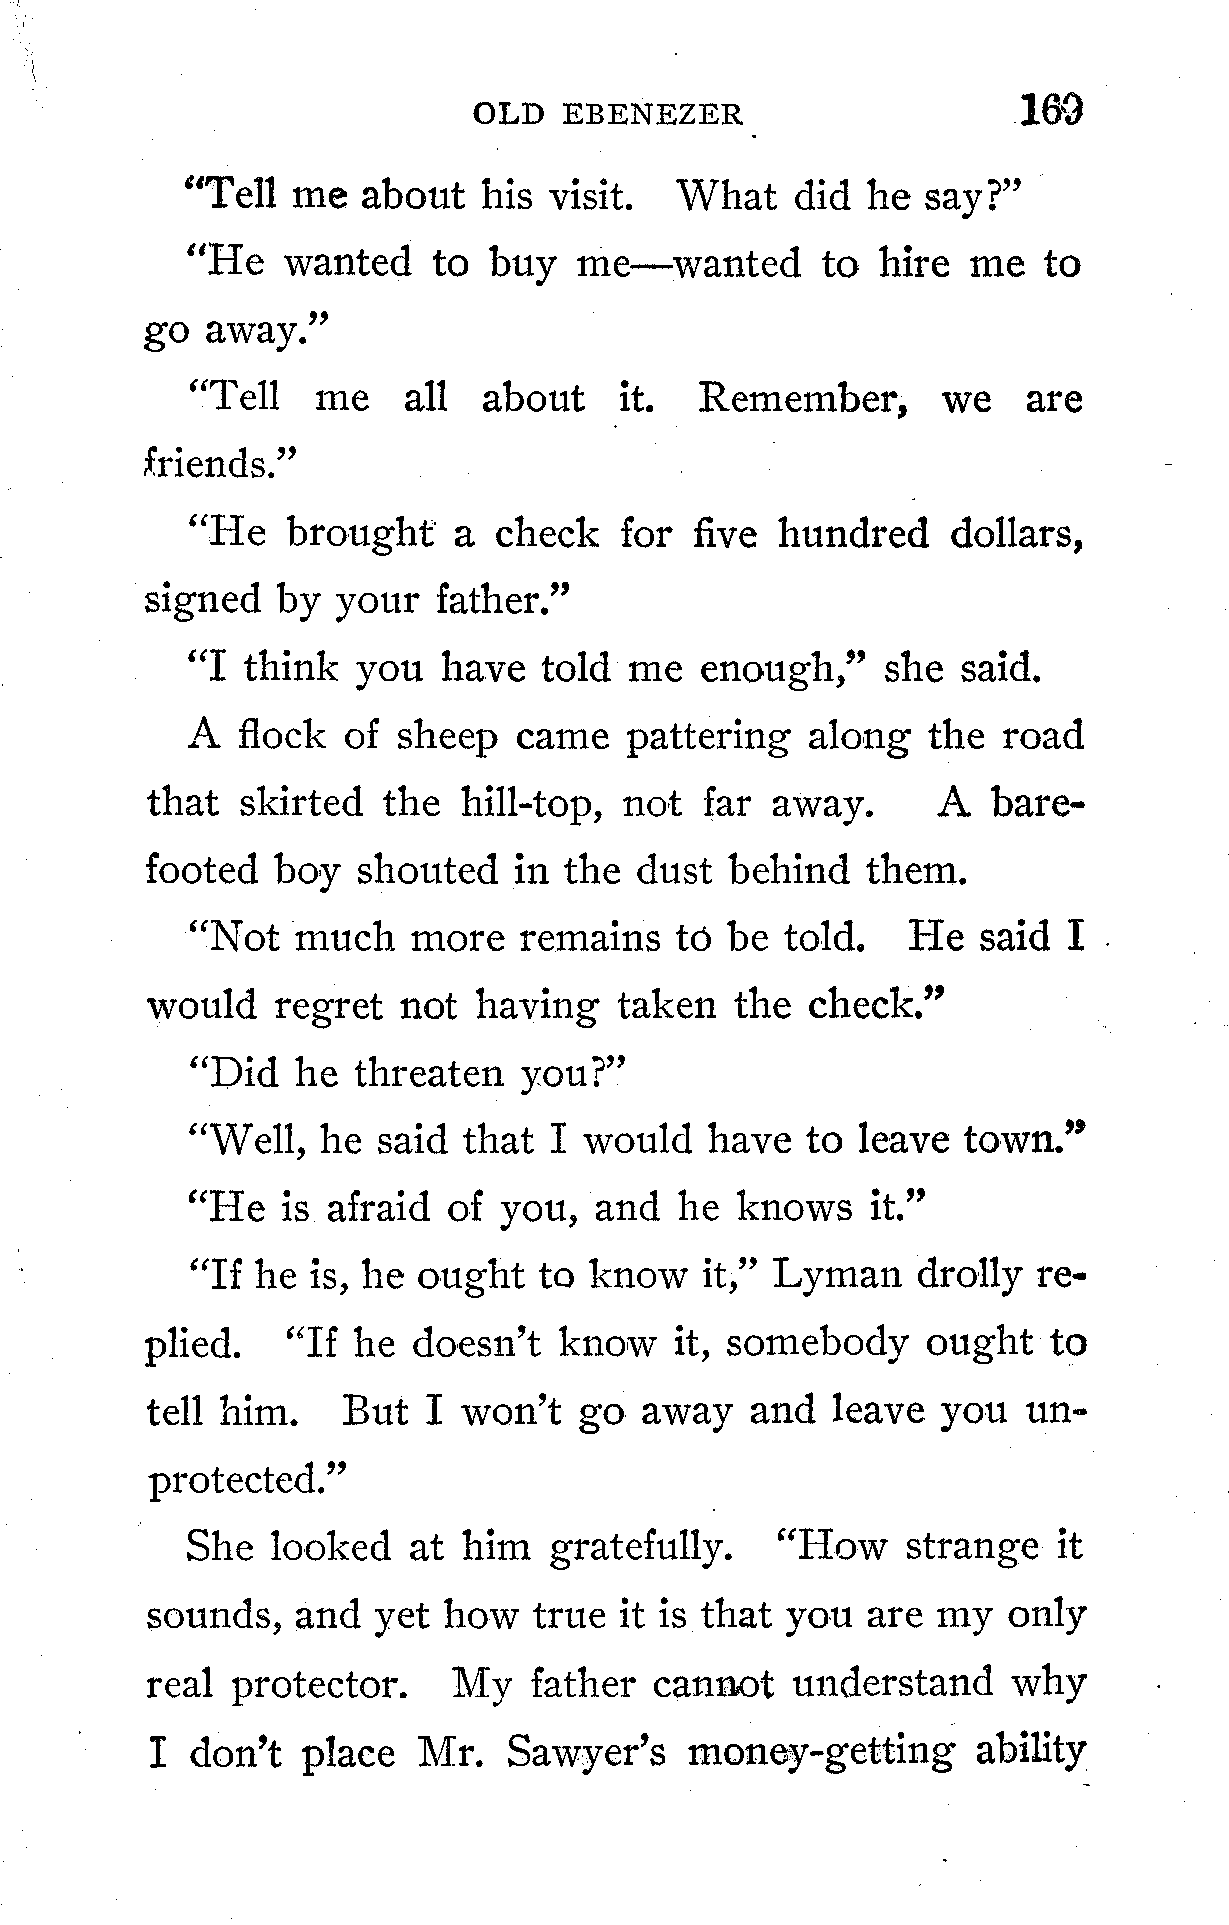 OLD EBENEZER 169
“Tell me about his visit. What did he say?”
“He wanted to buy me—wanted to hire me to
go away.”
“Tell me all about it. Remember, we are
friends.”
“He brought a check for five hundred dollars,
signed by your father.”
“I think you have told me enough,” she said.
A flock of sheep came pattering along the road
that skirted the hill-top, not far away. A bare-
footed boy shouted in the dust behind them.
“Not much more remains to be told. He said I
would regret not having taken the check.”
“Did he threaten you?”
“Well, he said that I would have to leave town.”
“He is afraid of you, and he knows it.”
“If he is, he ought to know it,” Lyman drolly re-
plied. “If he doesn’t know it, somebody ought to
tell him. But I won’t go away and leave you un-
protected.”
She looked at him gratefully. “How strange it
sounds, and yet how true it is that you are my only
real protector. My father cannot understand why
I don’t place Mr. Sawyer’s money-getting ability